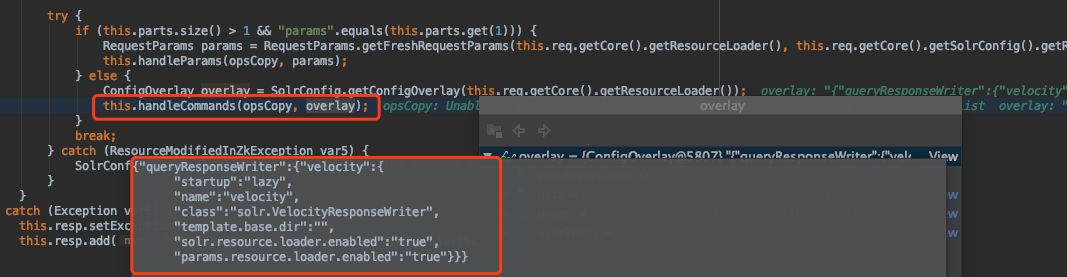 try {
if (this.parts.size() > 1 && "params".equals(this.parts.get(1))) {
RequestParams params = RequestParams.getFreshRequestParams(this.req.getCore().getResourceLoader(), this.req.getCore().getSolrConfig().getR
this.handleParams(opsCopy, params);
} else {
ConfigOverlay overlay = SolrConfig.getConfigOverlay(this.req.getCore().getResourceLoader()); overlay: "{"queryResponseWriter":{"velocity"
this.handleCommands(opsCopy, overlay); opsCopy: Unabl List overlay: "
overlay
}
break;
overlay = {ConfigOverlay@5807} "{"queryResponseWriter":{"vel... View
} catch (ResourceModifiedInZkException var5) {
SolrConf
{"queryResponseWriter":{"velocity":{
"startup":"lazy",
"name":"velocity",
"class":"solr.VelocityResponseWriter",
"template.base.dir":"",
"solr.resource.loader.enabled":"true",
"params.resource.loader.enabled":"true"}}}
}
}
catch (Exception
this.resp.setExc
this.resp.add(